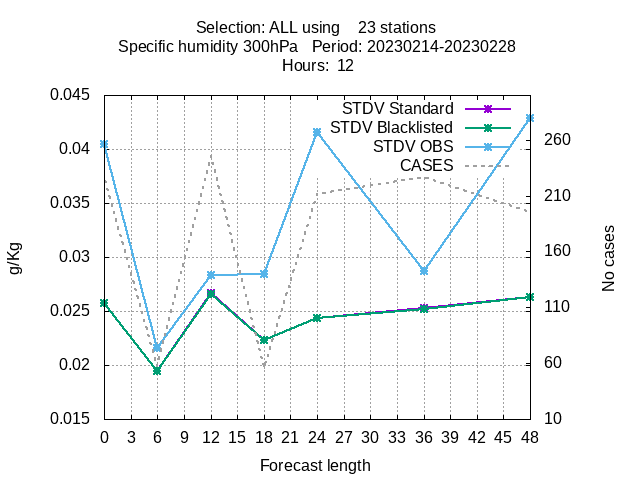 Selection: ALL using    23 stations
Specific humidity 300hPa   Period: 20230214-20230228
Hours:  12
STDV Standard
STDV Blacklisted
STDV OBS
CASES
0.045
0.04
0.035
0.03
0.025
0.02
0.015
g/Kg
260
210
160
110
60
10
No cases
0 3 6 9 12 15 18 21 24 27 30 33 36 39 42 45 48
Forecast length